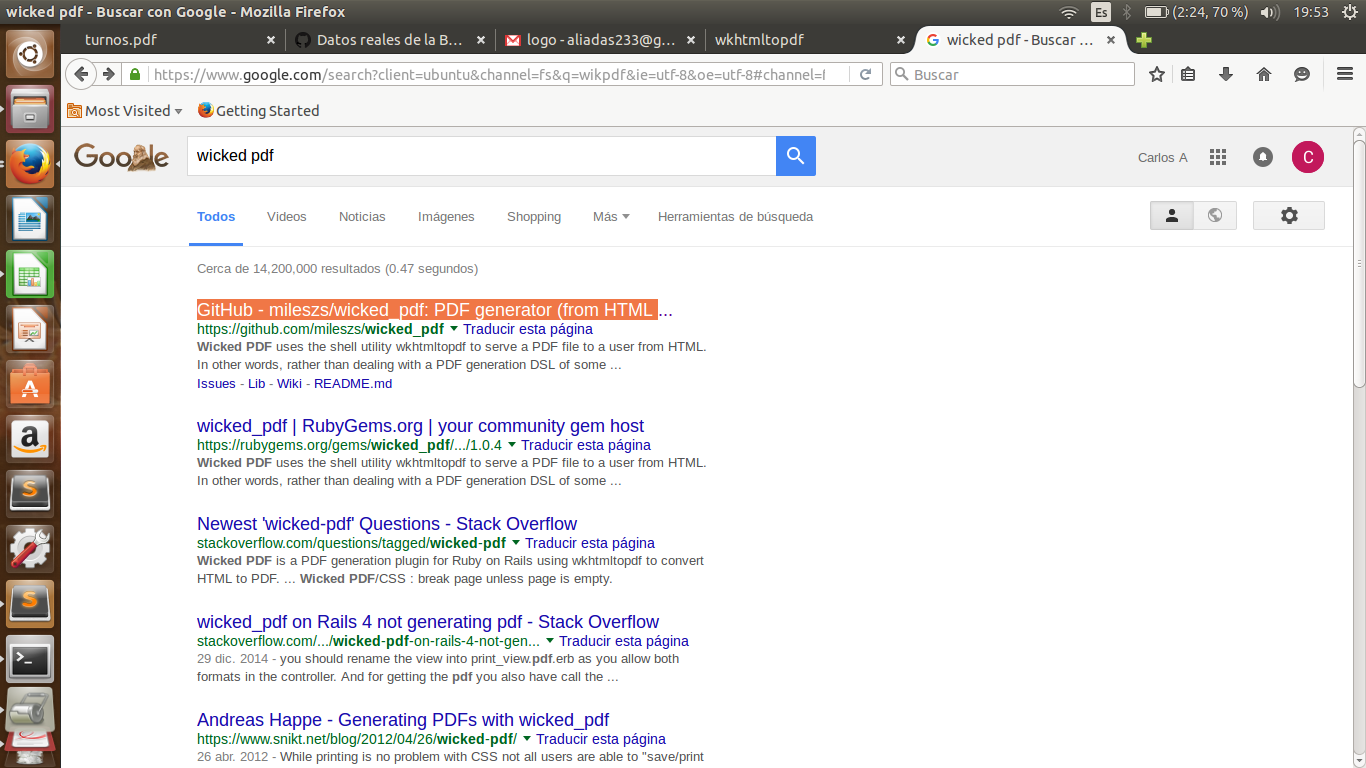 wicked pdf - Buscar con Google - Mozilla Firefox
Es
(2:24, 70 %)
19:53
turnos.pdf
Datos reales de la B...
logo - aliadas233@g...
wkhtmltopdf
wicked pdf - Buscar ...
https://www.google.com/search?client=ubuntu&channel=fs&q=wikpdf&ie=utf-8&oe=utf-8#channel=f
Buscar
Most Visited
Getting Started
Google
wicked pdf
Carlos A
C
Todos
Videos
Noticias
Imágenes
Shopping
Más
Herramientas de búsqueda
Cerca de 14,200,000 resultados (0.47 segundos)
GitHub - mileszs/wicked_pdf: PDF generator (from HTML ...
https://github.com/mileszs/wicked_pdf Traducir esta página
Wicked PDF uses the shell utility wkhtmltopdf to serve a PDF file to a user from HTML.
In other words, rather than dealing with a PDF generation DSL of some ...
Issues - Lib - Wiki - README.md
wicked_pdf | RubyGems.org | your community gem host
https://rubygems.org/gems/wicked_pdf/.../1.0.4 Traducir esta página
Wicked PDF uses the shell utility wkhtmltopdf to serve a PDF file to a user from HTML.
In other words, rather than dealing with a PDF generation DSL of some ...
Newest 'wicked-pdf' Questions - Stack Overflow
stackoverflow.com/questions/tagged/wicked-pdf Traducir esta página
Wicked PDF is a PDF generation plugin for Ruby on Rails using wkhtmltopdf to convert
HTML to PDF. ... Wicked PDF/CSS : break page unless page is empty.
wicked_pdf on Rails 4 not generating pdf - Stack Overflow
stackoverflow.com/.../wicked-pdf-on-rails-4-not-gen... Traducir esta página
29 dic. 2014 - you should rename the view into print_view.pdf.erb as you allow both
formats in the controller. And for getting the pdf you also have call the ...
Andreas Happe - Generating PDFs with wicked_pdf
https://www.snikt.net/blog/2012/04/26/wicked-pdf/ Traducir esta página
26 abr. 2012 - While printing is no problem with CSS not all users are able to "save/print